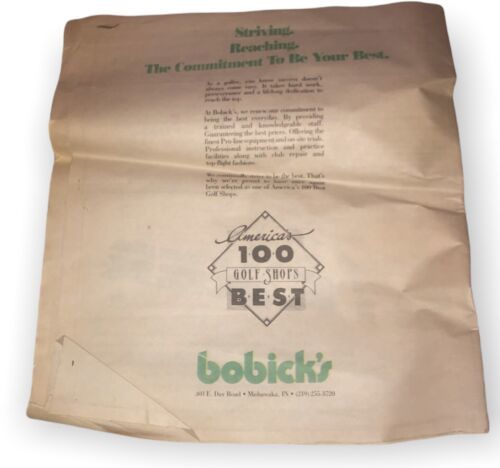 Striving.
Reaching.
The Commitment To Be Your Best.
As a golfer, you know success doesn't
always come easy. It takes hard work,
perseverance and a lifelong dedication to
reach the top.
At Bobick's, we renew our commitment to
being the best everyday. By providing
a trained and knowledgeable staff.
Guaranteeing the best prices. Offering the
finest Pro-line equipment and on-site trials.
Professional instruction and practice
facilities along with club repair and
top-flight fashions.
We continually strive to be the best. That's
why we're proud to have once again
been selected as one of America's 100 Best
Golf Shops.
America's
100
GOLF SHOPS
BEST
bobick's
E. Day Road • Mishawaka, IN • (219) 255-3720